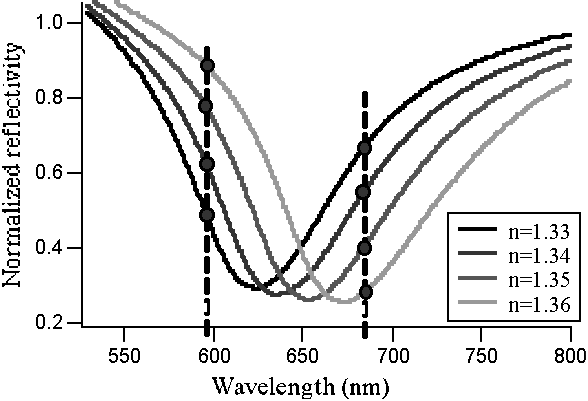 Normalized reflectivity
1.0
0.8
0.6
0.4
0.2
n=1.33
n=1.34
n=1.35
n=1.36
550
600
650
700
750
800
Wavelength (nm)